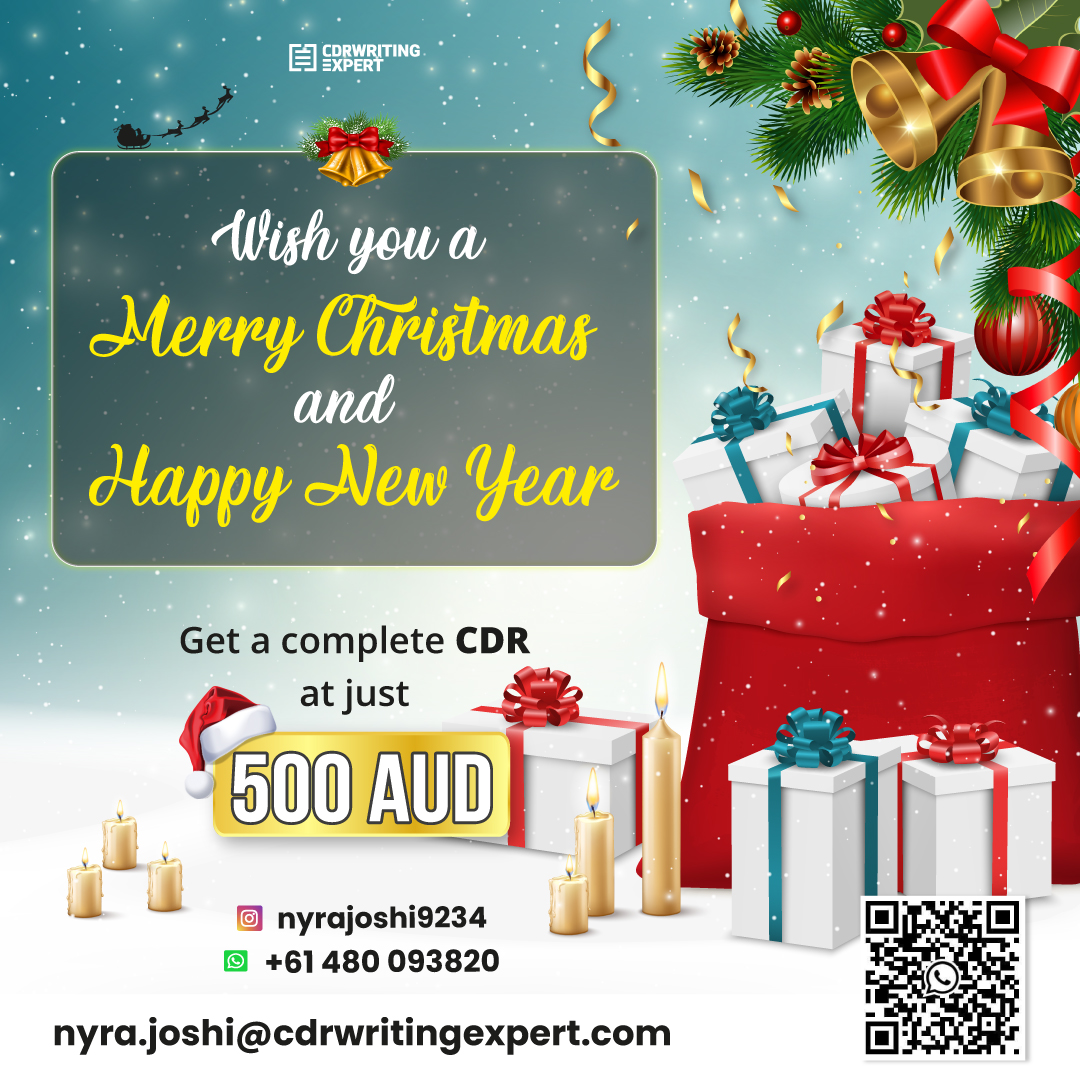 CDRWRITING
EXPERT
Wish you a
Merry Christmas
and
Happy New Year
Get a complete CDR
at just
500 AUD
nyrajoshi9234
+61 480 093820
nyra.joshi@cdrwritingexpert.com